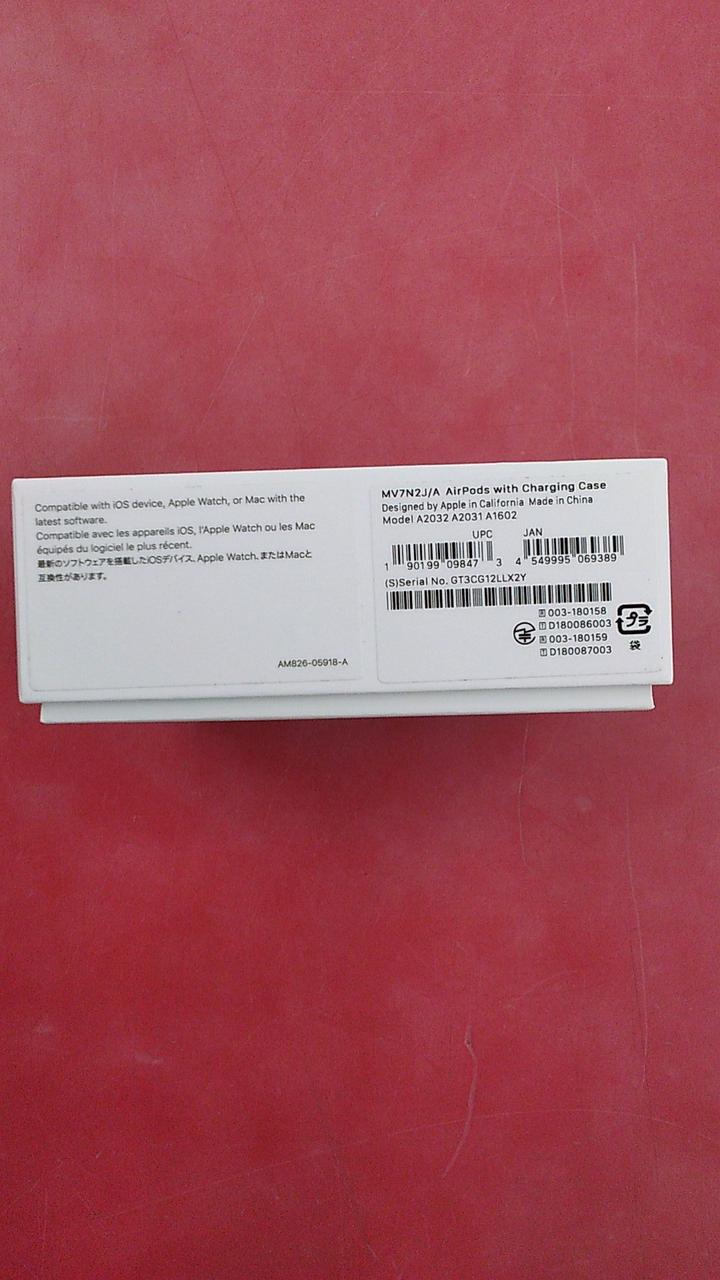 Compatible with iOS device, Apple Watch, or Mac with the
latest software.
Compatible avec les appareils iOS, l'Apple Watch ou les Mac
équipés du logiciel le plus récent.
最新のソフトウェアを搭載したiOSデバイス、Apple Watch、またはMacと
互換性があります。
AM826-05918-A
MV7N2J/A AirPods with Charging Case
Designed by Apple in California Made in China
Model A2032 A2031 A1602
UPC JAN
1 90199 09847 3 4 549995 069389
(S)Serial No. GT3CG12LLX2Y
R 003-180158
T D180086003
R 003-180159
T D180087003
プラ
袋